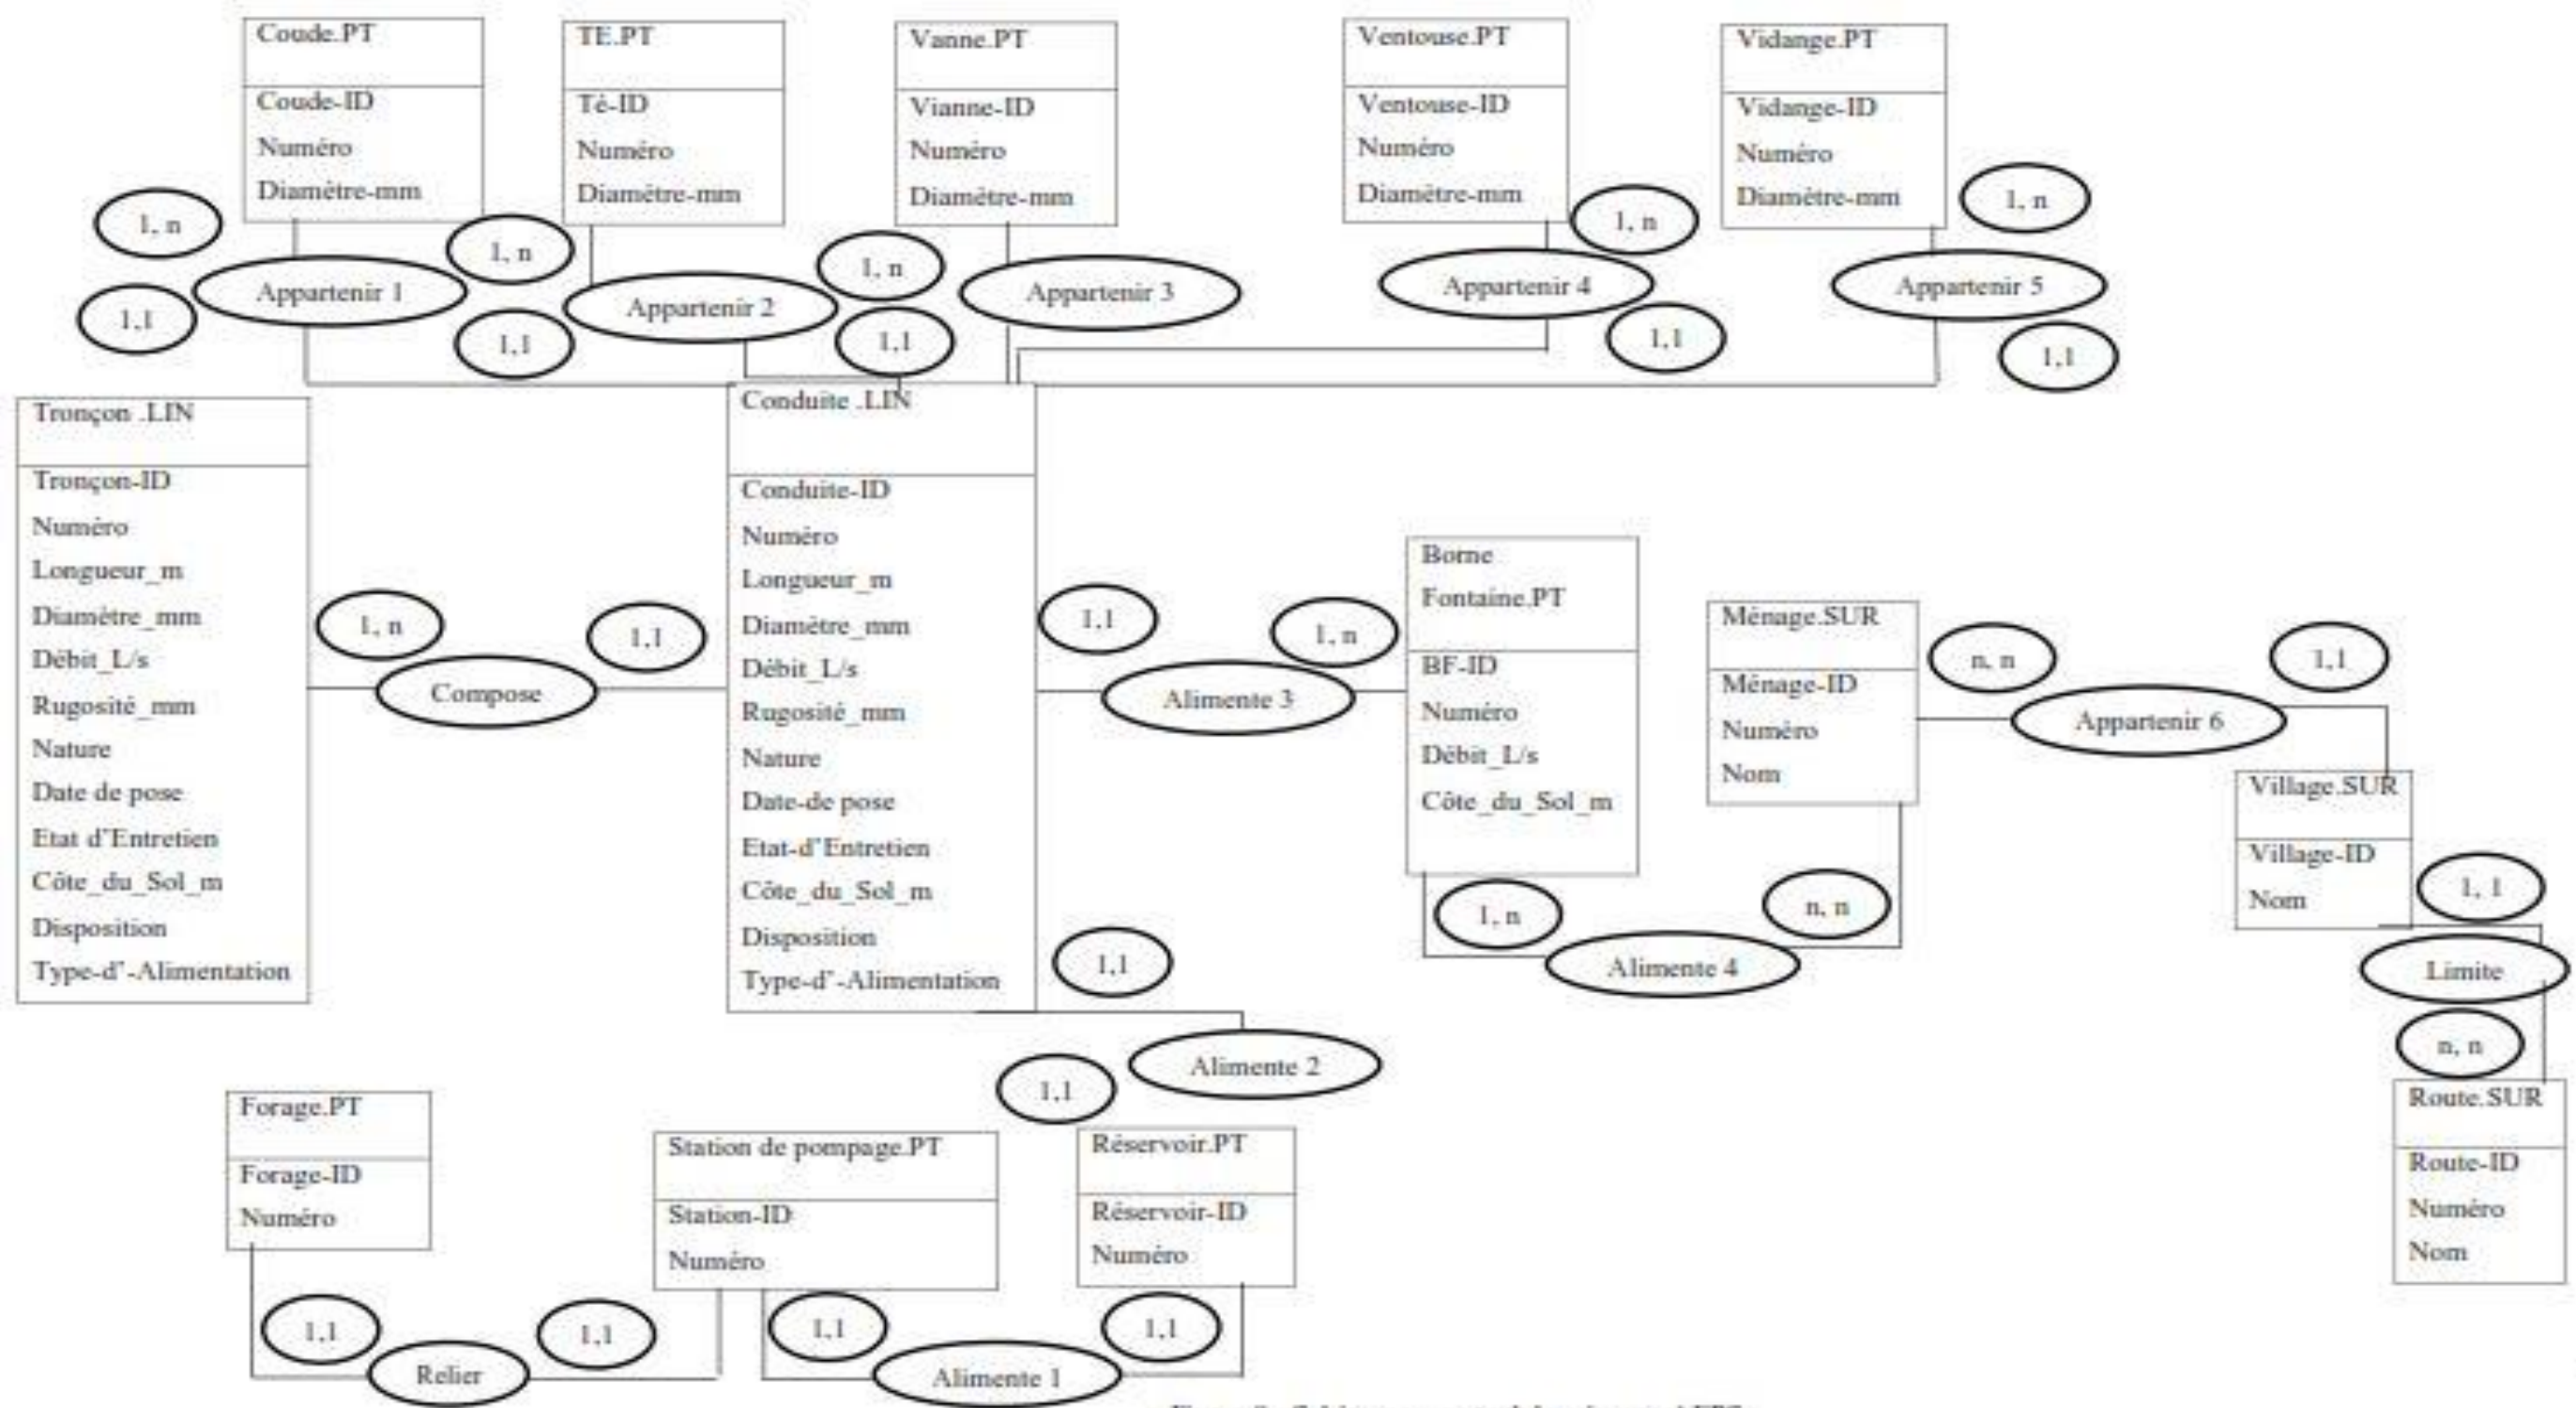 Coude.PT
Coude-ID
Numéro
Diamètre-mm
TE.PT
Té-ID
Numéro
Diamètre-mm
Vanne.PT
Vianne-ID
Numéro
Diamètre-mm
Ventouse.PT
Ventouse-ID
Numéro
Diamètre-mm
Vidange.PT
Vidange-ID
Numéro
Diamètre-mm
1, n
Appartenir 1
1,1
1, n
Appartenir 2
1,1
1, n
Appartenir 3
1,1
1, n
Appartenir 4
1,1
1, n
Appartenir 5
1,1
Tronçon .LIN
Tronçon-ID
Numéro
Longueur_m
Diamètre_mm
Débit_L/s
Rugosité_mm
Nature
Date de pose
Etat d'Entretien
Côte_du_Sol_m
Disposition
Type-d'-Alimentation
1, n
Compose
1,1
Conduite .LIN
Conduite-ID
Numéro
Longueur_m
Diamètre_mm
Débit_L/s
Rugosité_mm
Nature
Date-de pose
Etat-d'Entretien
Côte_du_Sol_m
Disposition
Type-d'-Alimentation
1,1
Alimente 3
1, n
Borne
Fontaine.PT
BF-ID
Numéro
Débit_L/s
Côte_du_Sol_m
Ménage.SUR
Ménage-ID
Numéro
Nom
n, n
Appartenir 6
1,1
Village.SUR
Village-ID
Nom
1, n
Alimente 4
n, n
1, 1
Limite
n, n
Route.SUR
Route-ID
Numéro
Nom
1,1
Alimente 2
1,1
Forage.PT
Forage-ID
Numéro
Station de pompage.PT
Station-ID
Numéro
Réservoir.PT
Réservoir-ID
Numéro
1,1
Relier
1,1
1,1
Alimente 1
1,1